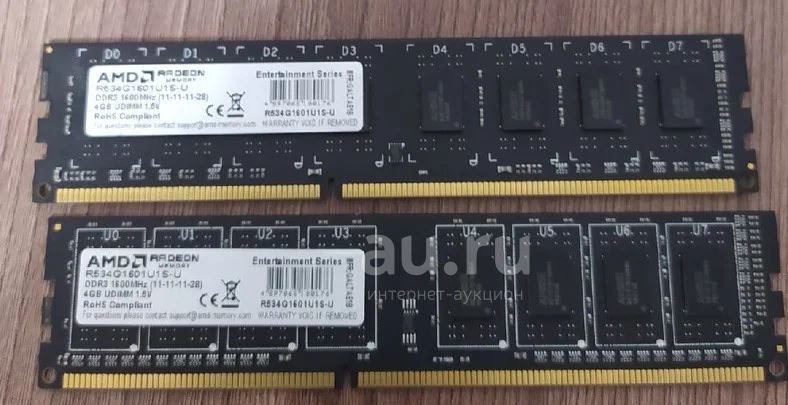 D0 D1 D2 D3 D4 D5 D6 D7
AMD RADEON
MEMORY
Entertainment Series
R534G1601U1S-U
DDR3 1600MHz (11-11-11-28)
4GB UDIMM 1.5V
RoHS Compliant
CE
R534G1601U1S-U
For questions please contact support@amd-memory.com
WARRANTY VOID IF REMOVED
U0 U1 U2 U3 U4 U5 U6 U7
AMD RADEON
MEMORY
Entertainment Series
R534G1601U1S-U
DDR3 1600MHz (11-11-11-28)
4GB UDIMM 1.5V
RoHS Compliant
CE
R534G1601U1S-U
For questions please contact support@amd-memory.com
WARRANTY VOID IF REMOVED
au.ru
интернет-аукцион